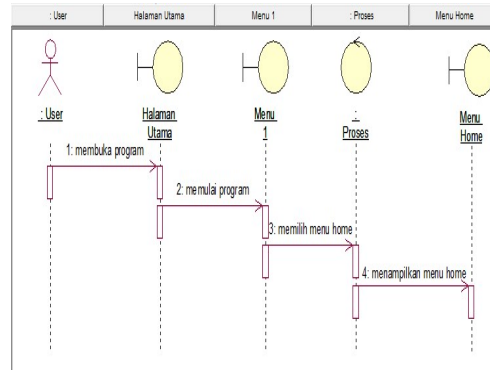 : User Halaman Utama Menu 1 : Proses Menu Home
: User
Halaman
Utama
Menu
1
:
Proses
Menu
Home
1: membuka program
2: memulai program
3: memilih menu home
4: menampilkan menu home